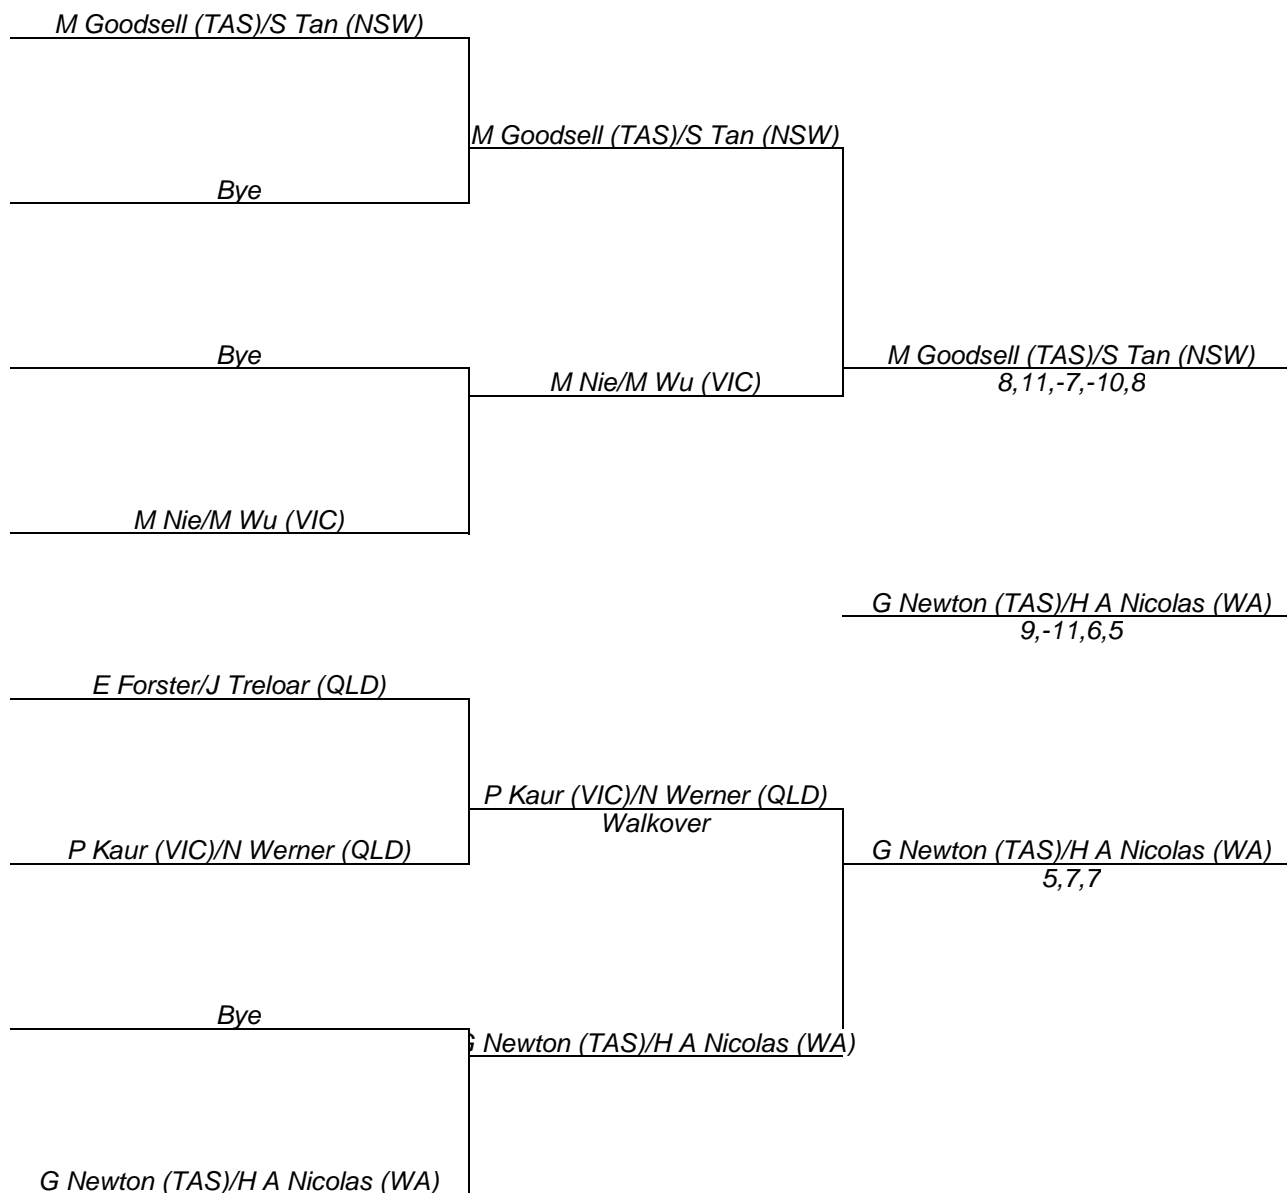 M Goodsell (TAS)/S Tan (NSW)
M Goodsell (TAS)/S Tan (NSW)
Bye
Bye
M Goodsell (TAS)/S Tan (NSW)
8,11,-7,-10,8
M Nie/M Wu (VIC)
M Nie/M Wu (VIC)
G Newton (TAS)/H A Nicolas (WA)
9,-11,6,5
E Forster/J Treloar (QLD)
P Kaur (VIC)/N Werner (QLD)
Walkover
P Kaur (VIC)/N Werner (QLD)
G Newton (TAS)/H A Nicolas (WA)
5,7,7
Bye
G Newton (TAS)/H A Nicolas (WA)
G Newton (TAS)/H A Nicolas (WA)